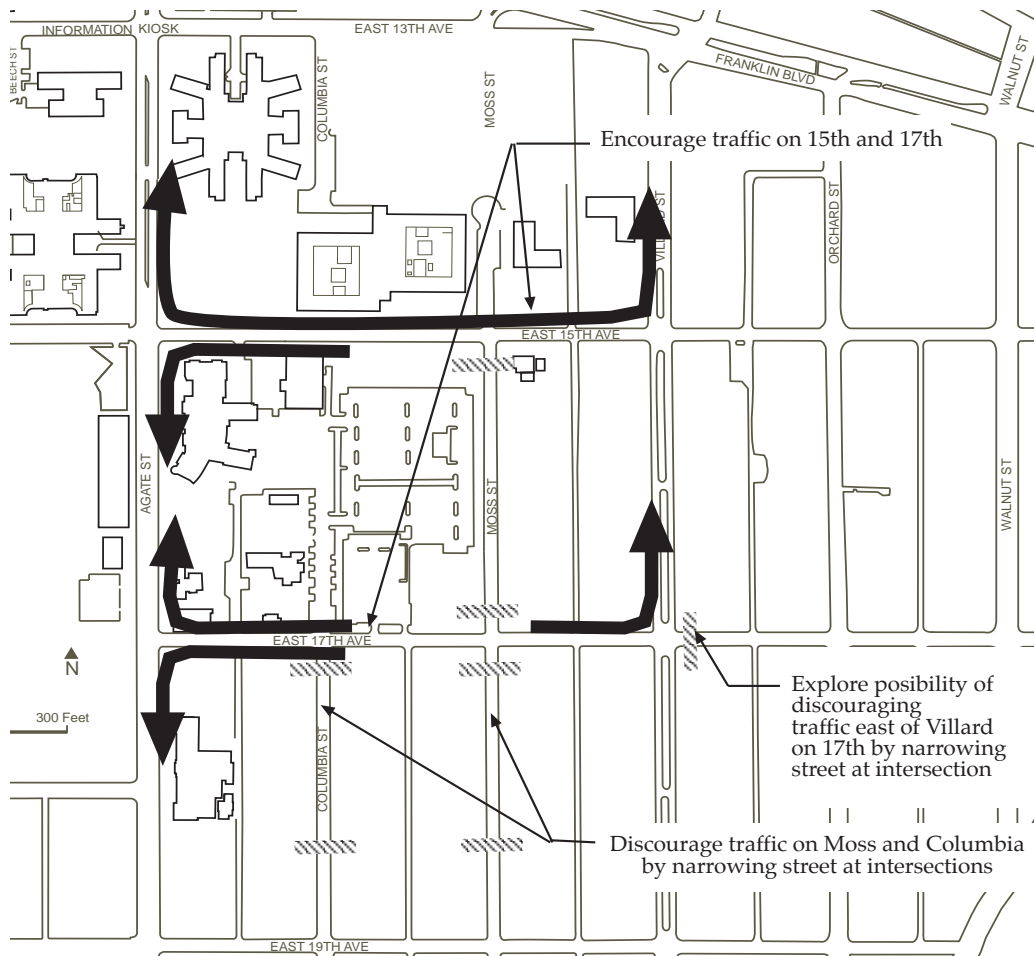 INFORMATION KIOSK
EAST 13TH AVE
BEECH ST
COLUMBIA ST
MOSS ST
FRANKLIN BLVD
WALNUT ST
Encourage traffic on 15th and 17th
VILLARD ST
ORCHARD ST
EAST 15TH AVE
AGATE ST
MOSS ST
WALNUT ST
EAST 17TH AVE
N
300 Feet
COLUMBIA ST
Explore posibility of
discouraging
traffic east of Villard
on 17th by narrowing
street at intersection
Discourage traffic on Moss and Columbia
by narrowing street at intersections
EAST 19TH AVE